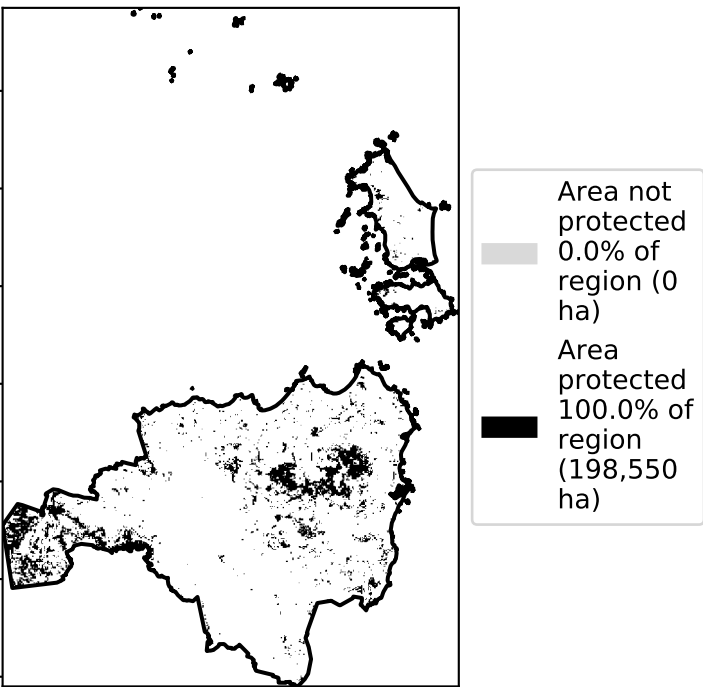 Area not
protected
0.0% of
region (0
ha)
Area
protected
100.0% of
region
(198,550
ha)